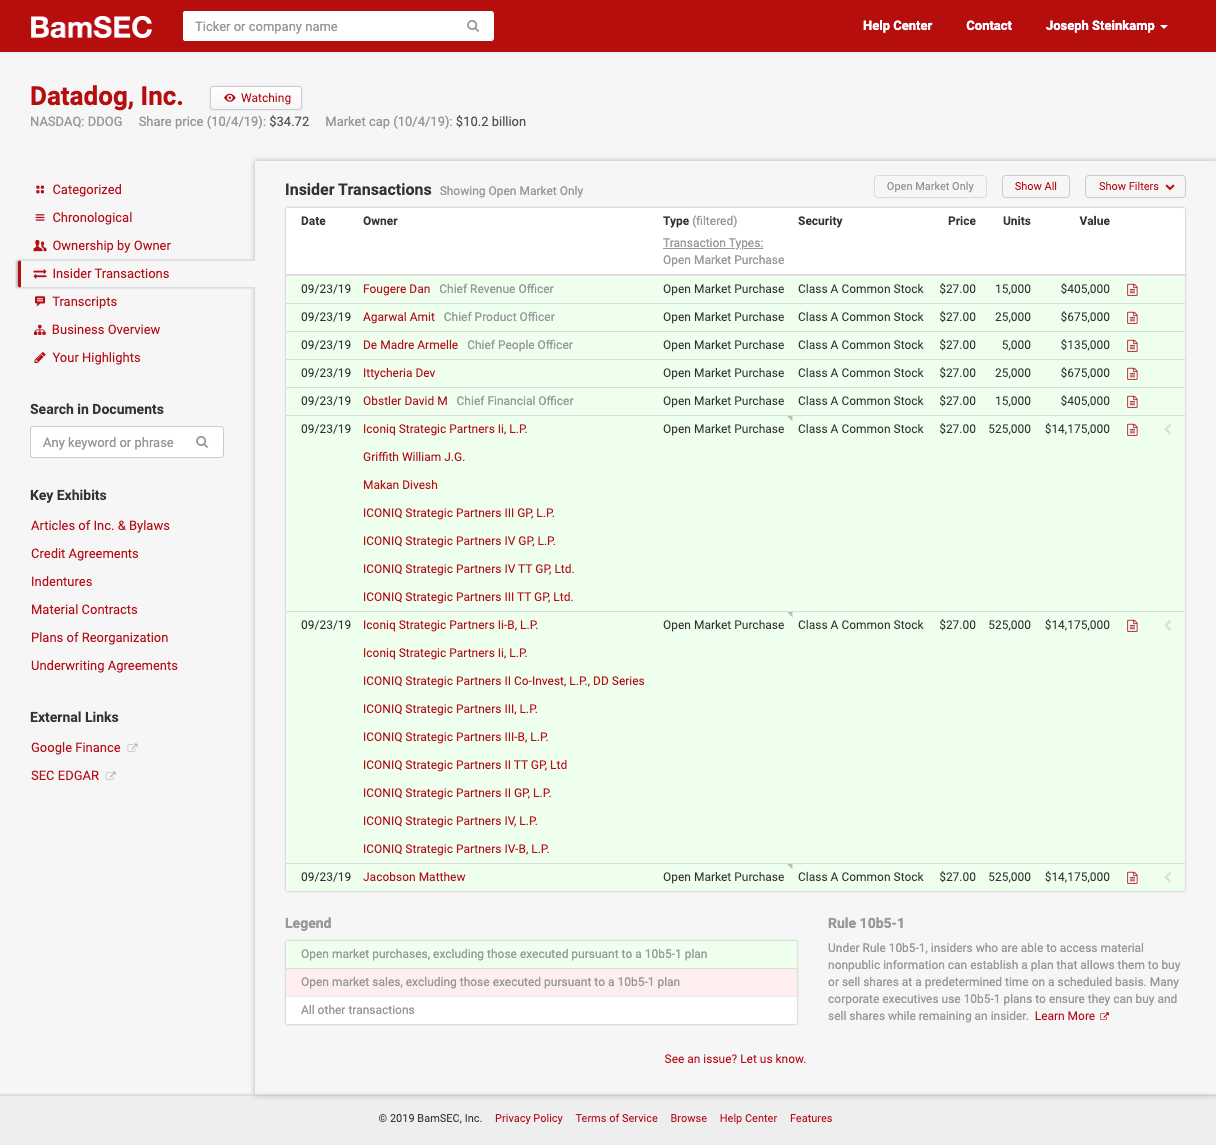 BamSEC
Ticker or company name
Help Center
Contact
Joseph Steinkamp
Datadog, Inc.
Watching
NASDAQ: DDOG Share price (10/4/19): $34.72 Market cap (10/4/19): $10.2 billion
Categorized
Chronological
Ownership by Owner
Insider Transactions
Transcripts
Business Overview
Your Highlights
Search in Documents
Any keyword or phrase
Key Exhibits
Articles of Inc. & Bylaws
Credit Agreements
Indentures
Material Contracts
Plans of Reorganization
Underwriting Agreements
External Links
Google Finance
SEC EDGAR
Insider Transactions Showing Open Market Only
Open Market Only
Show All
Show Filters
Date Owner Type (filtered) Security Price Units Value
Transaction Types:
Open Market Purchase
09/23/19 Fougere Dan Chief Revenue Officer Open Market Purchase Class A Common Stock $27.00 15,000 $405,000
09/23/19 Agarwal Amit Chief Product Officer Open Market Purchase Class A Common Stock $27.00 25,000 $675,000
09/23/19 De Madre Armelle Chief People Officer Open Market Purchase Class A Common Stock $27.00 5,000 $135,000
09/23/19 Ittycheria Dev Open Market Purchase Class A Common Stock $27.00 25,000 $675,000
09/23/19 Obstler David M Chief Financial Officer Open Market Purchase Class A Common Stock $27.00 15,000 $405,000
09/23/19 Iconiq Strategic Partners Ii, L.P. Open Market Purchase Class A Common Stock $27.00 525,000 $14,175,000
Griffith William J.G.
Makan Divesh
ICONIQ Strategic Partners III GP, L.P.
ICONIQ Strategic Partners IV GP, L.P.
ICONIQ Strategic Partners IV TT GP, Ltd.
ICONIQ Strategic Partners III TT GP, Ltd.
09/23/19 Iconiq Strategic Partners Ii-B, L.P. Open Market Purchase Class A Common Stock $27.00 525,000 $14,175,000
Iconiq Strategic Partners Ii, L.P.
ICONIQ Strategic Partners II Co-Invest, L.P., DD Series
ICONIQ Strategic Partners III, L.P.
ICONIQ Strategic Partners III-B, L.P.
ICONIQ Strategic Partners II TT GP, Ltd
ICONIQ Strategic Partners II GP, L.P.
ICONIQ Strategic Partners IV, L.P.
ICONIQ Strategic Partners IV-B, L.P.
09/23/19 Jacobson Matthew Open Market Purchase Class A Common Stock $27.00 525,000 $14,175,000
Legend
Open market purchases, excluding those executed pursuant to a 10b5-1 plan
Open market sales, excluding those executed pursuant to a 10b5-1 plan
All other transactions
Rule 10b5-1
Under Rule 10b5-1, insiders who are able to access material
nonpublic information can establish a plan that allows them to buy
or sell shares at a predetermined time on a scheduled basis. Many
corporate executives use 10b5-1 plans to ensure they can buy and
sell shares while remaining an insider. Learn More
See an issue? Let us know.
© 2019 BamSEC, Inc. Privacy Policy Terms of Service Browse Help Center Features